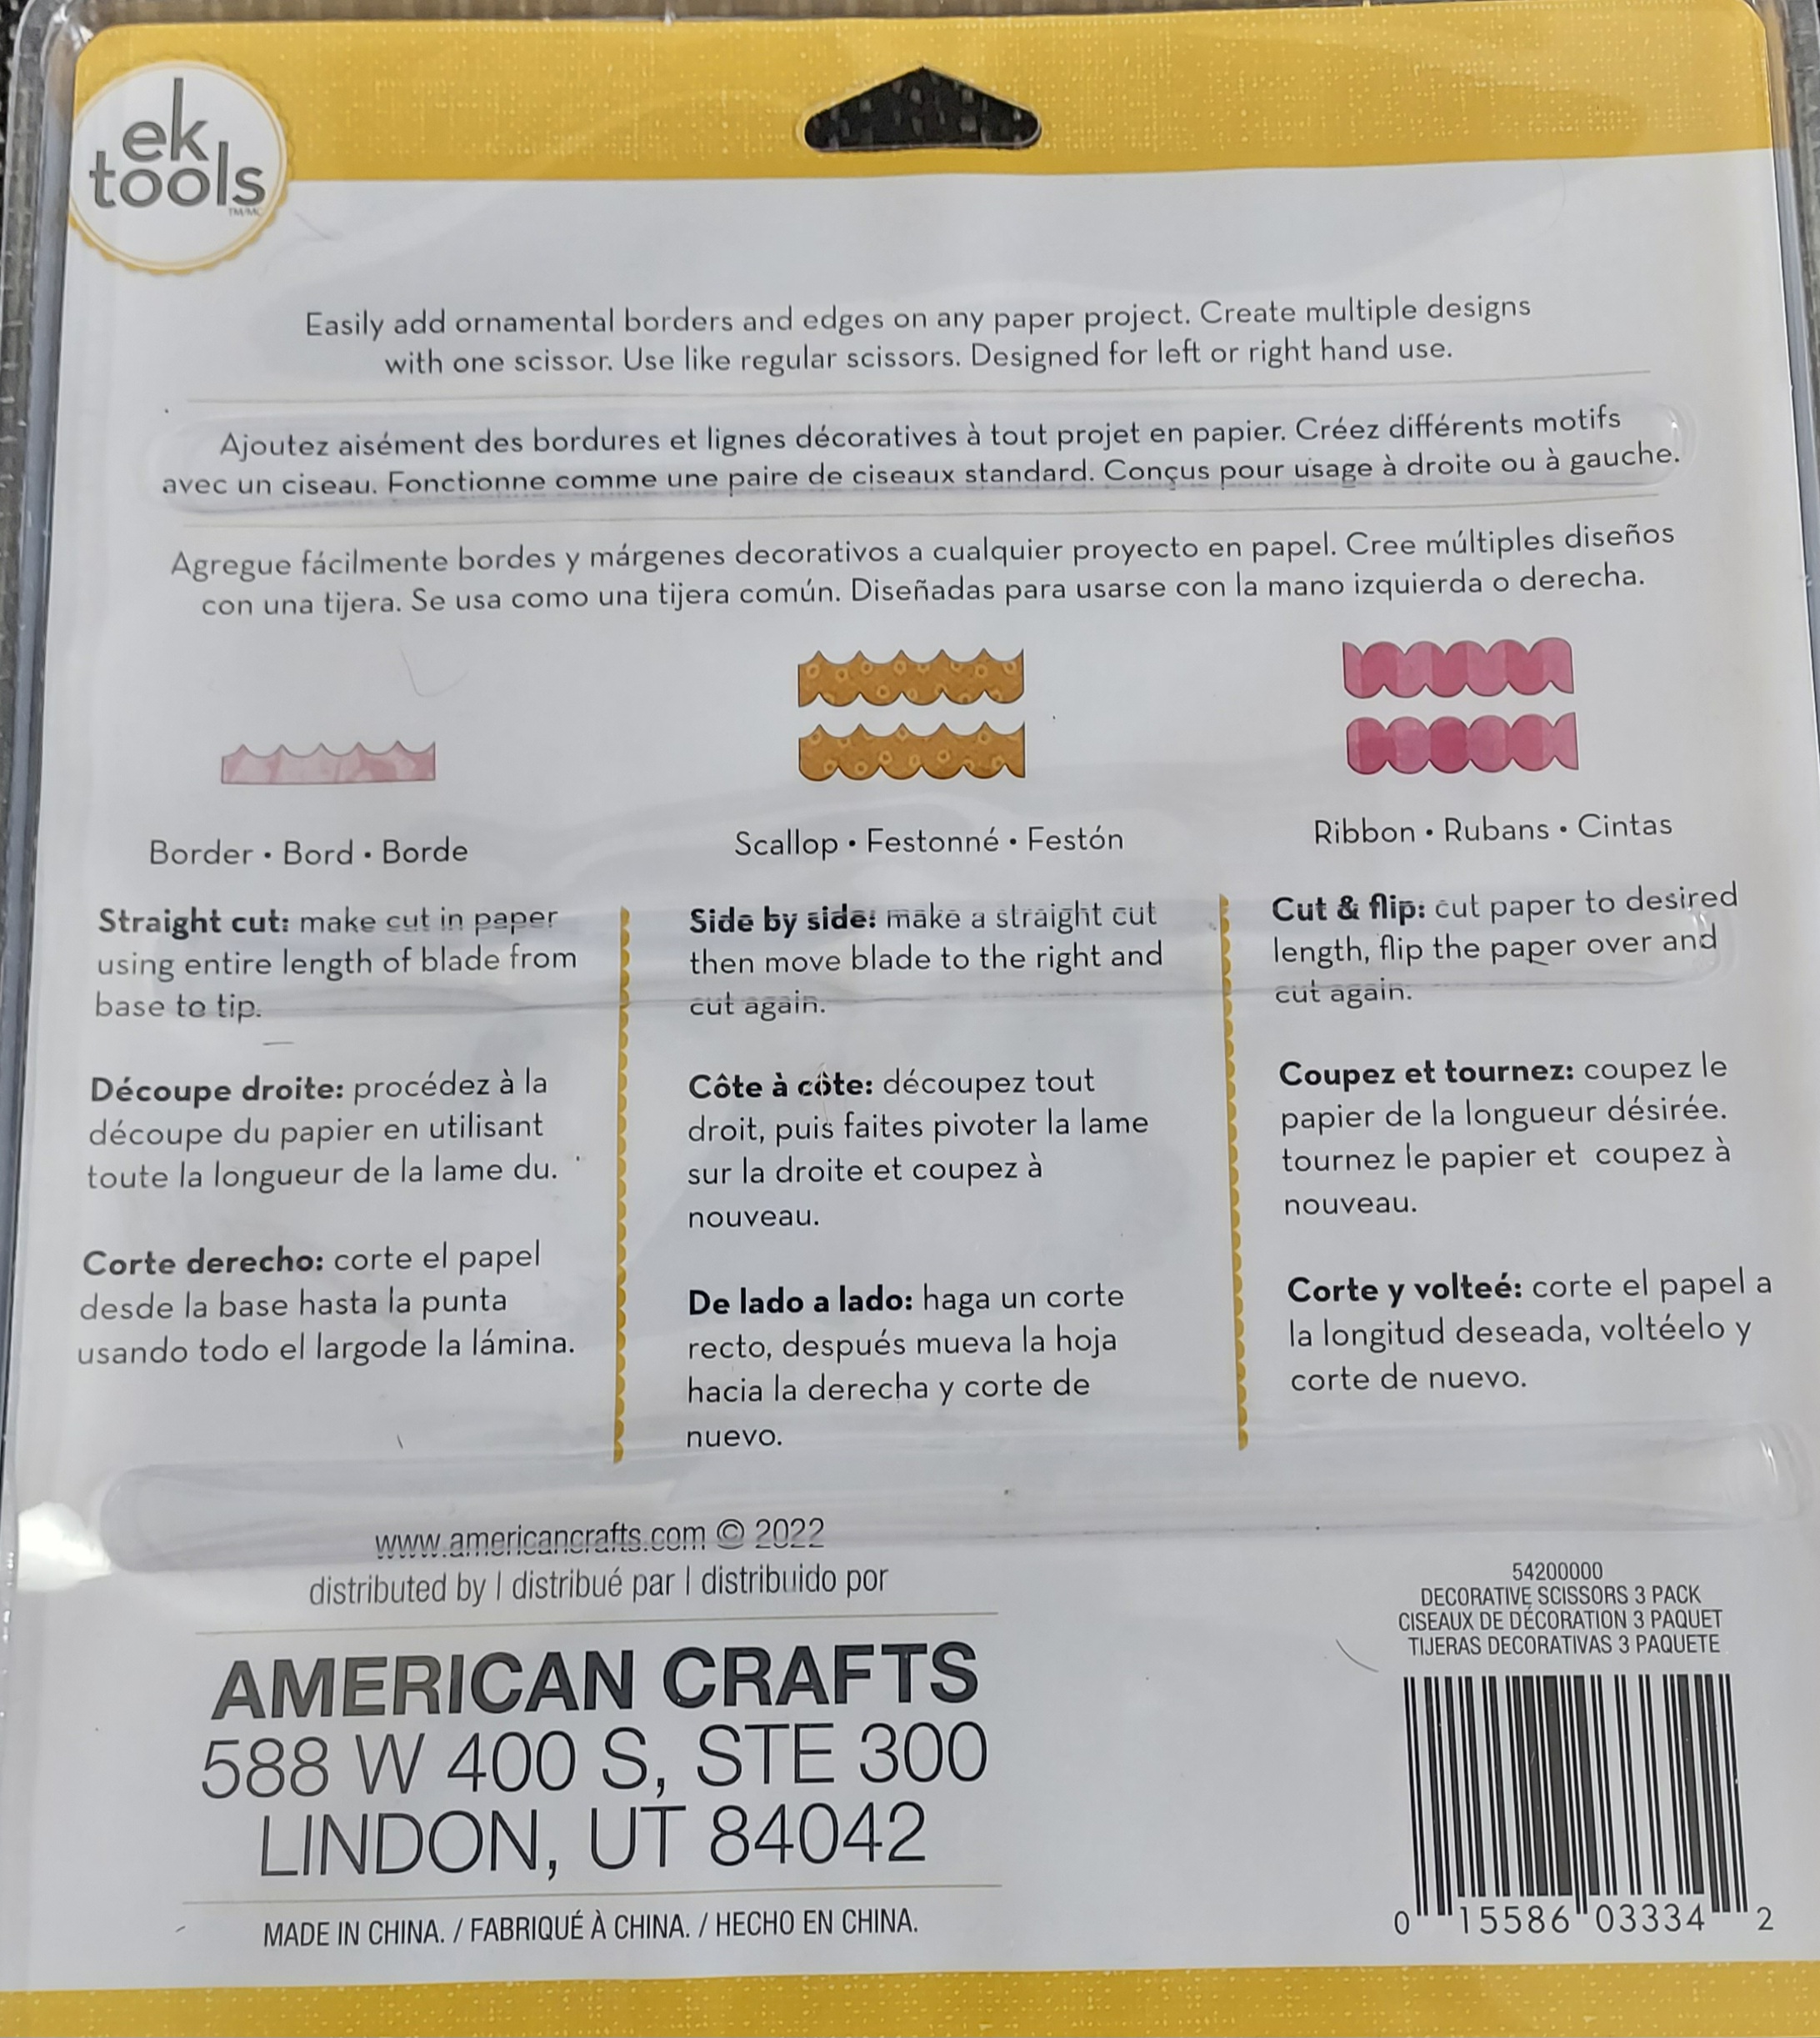 ek
tools
TM/MC
Easily add ornamental borders and edges on any paper project. Create multiple designs
with one scissor. Use like regular scissors. Designed for left or right hand use.
Ajoutez aisément des bordures et lignes décoratives à tout projet en papier. Créez différents motifs
avec un ciseau. Fonctionne comme une paire de ciseaux standard. Conçus pour usage à droite ou à gauche.
Agregue fácilmente bordes y márgenes decorativos a cualquier proyecto en papel. Cree múltiples diseños
con una tijera. Se usa como una tijera común. Diseñadas para usarse con la mano izquierda o derecha.
Border • Bord • Borde
Straight cut: make cut in paper
using entire length of blade from
base to tip.
Découpe droite: procédez à la
découpe du papier en utilisant
toute la longueur de la lame du.
Corte derecho: corte el papel
desde la base hasta la punta
usando todo el largode la lámina.
Scallop • Festonné • Festón
Side by side: make a straight cut
then move blade to the right and
cut again.
Côte à côte: découpez tout
droit, puis faites pivoter la lame
sur la droite et coupez à
nouveau.
De lado a lado: haga un corte
recto, después mueva la hoja
hacia la derecha y corte de
nuevo.
Ribbon • Rubans • Cintas
Cut & flip: cut paper to desired
length, flip the paper over and
cut again.
Coupez et tournez: coupez le
papier de la longueur désirée.
tournez le papier et coupez à
nouveau.
Corte y volteé: corte el papel a
la longitud deseada, voltéelo y
corte de nuevo.
www.americancrafts.com © 2022
distributed by | distribué par | distribuido por
AMERICAN CRAFTS
588 W 400 S, STE 300
LINDON, UT 84042
MADE IN CHINA. / FABRIQUÉ À CHINA. / HECHO EN CHINA.
54200000
DECORATIVE SCISSORS 3 PACK
CISEAUX DE DÉCORATION 3 PAQUET
TIJERAS DECORATIVAS 3 PAQUETE
0 15586 03334 2